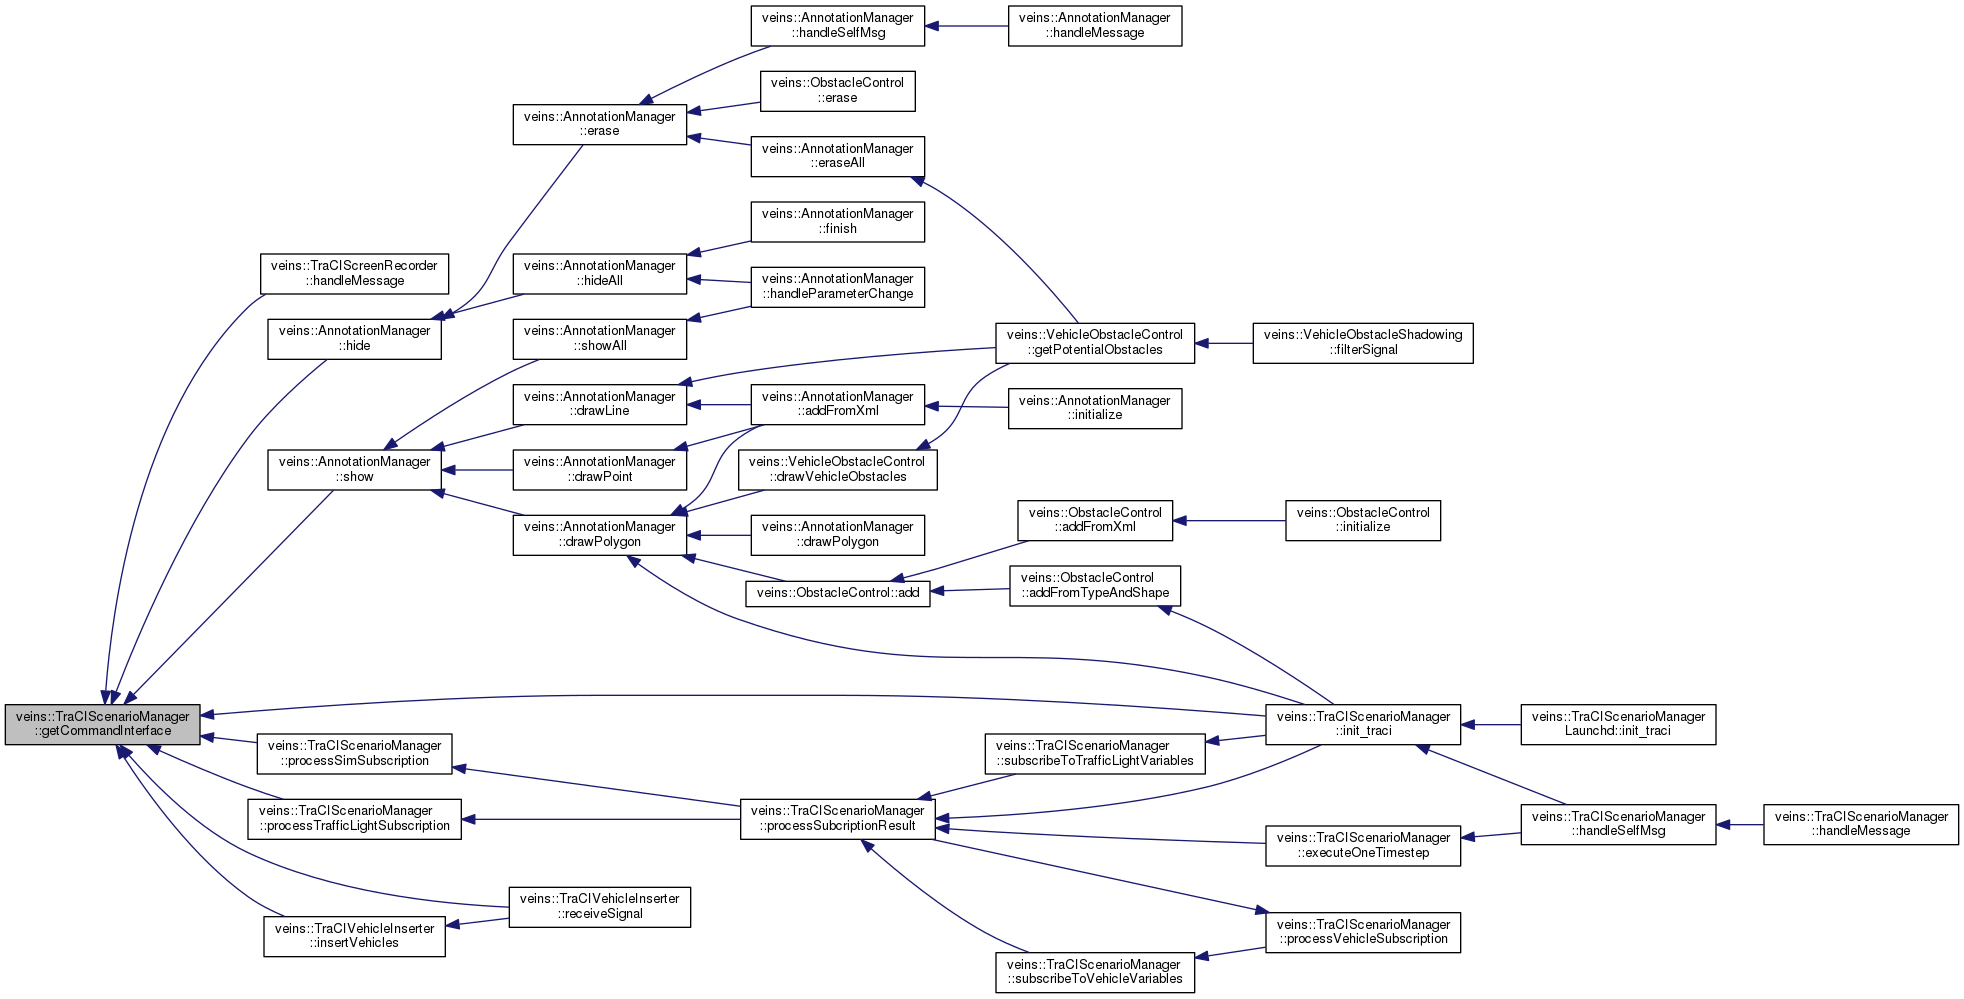 veins::AnnotationManager
::handleSelfMsg
veins::AnnotationManager
::handleMessage
veins::ObstacleControl
::erase
veins::AnnotationManager
::erase
veins::AnnotationManager
::eraseAll
veins::AnnotationManager
::finish
veins::TraCIScreenRecorder
::handleMessage
veins::AnnotationManager
::hideAll
veins::AnnotationManager
::handleParameterChange
veins::AnnotationManager
::hide
veins::AnnotationManager
::showAll
veins::VehicleObstacleControl
::getPotentialObstacles
veins::VehicleObstacleShadowing
::filterSignal
veins::AnnotationManager
::drawLine
veins::AnnotationManager
::addFromXml
veins::AnnotationManager
::initialize
veins::AnnotationManager
::show
veins::AnnotationManager
::drawPoint
veins::VehicleObstacleControl
::drawVehicleObstacles
veins::AnnotationManager
::drawPolygon
veins::AnnotationManager
::drawPolygon
veins::ObstacleControl
::addFromXml
veins::ObstacleControl
::initialize
veins::ObstacleControl::add
veins::ObstacleControl
::addFromTypeAndShape
veins::TraCIScenarioManager
::getCommandInterface
veins::TraCIScenarioManager
::init_traci
veins::TraCIScenarioManager
Launchd::init_traci
veins::TraCIScenarioManager
::processSimSubscription
veins::TraCIScenarioManager
::subscribeToTrafficLightVariables
veins::TraCIScenarioManager
::processTrafficLightSubscription
veins::TraCIScenarioManager
::processSubcriptionResult
veins::TraCIScenarioManager
::executeOneTimestep
veins::TraCIScenarioManager
::handleSelfMsg
veins::TraCIScenarioManager
::handleMessage
veins::TraCIVehicleInserter
::receiveSignal
veins::TraCIVehicleInserter
::insertVehicles
veins::TraCIScenarioManager
::processVehicleSubscription
veins::TraCIScenarioManager
::subscribeToVehicleVariables